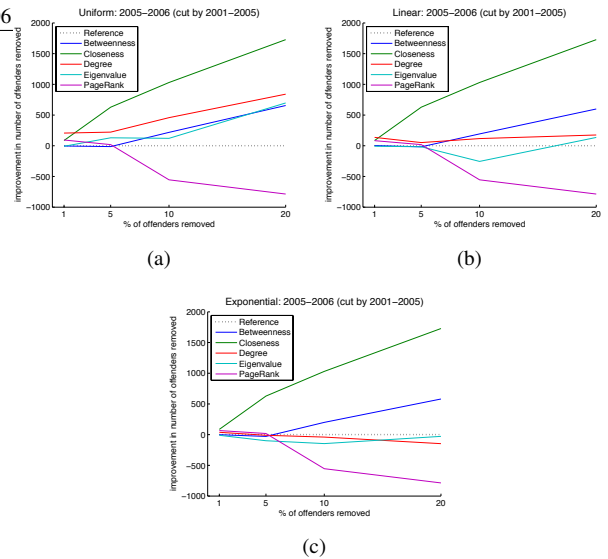 6
Uniform: 2005−2006 (cut by 2001−2005)
improvement in number of offenders removed
2000
1500
1000
500
0
−500
−1000
Reference
Betweenness
Closeness
Degree
Eigenvalue
PageRank
1 5 10 20
% of offenders removed
(a)
Linear: 2005−2006 (cut by 2001−2005)
improvement in number of offenders removed
2000
1500
1000
500
0
−500
−1000
Reference
Betweenness
Closeness
Degree
Eigenvalue
PageRank
1 5 10 20
% of offenders removed
(b)
Exponential: 2005−2006 (cut by 2001−2005)
improvement in number of offenders removed
2000
1500
1000
500
0
−500
−1000
Reference
Betweenness
Closeness
Degree
Eigenvalue
PageRank
1 5 10 20
% of offenders removed
(c)